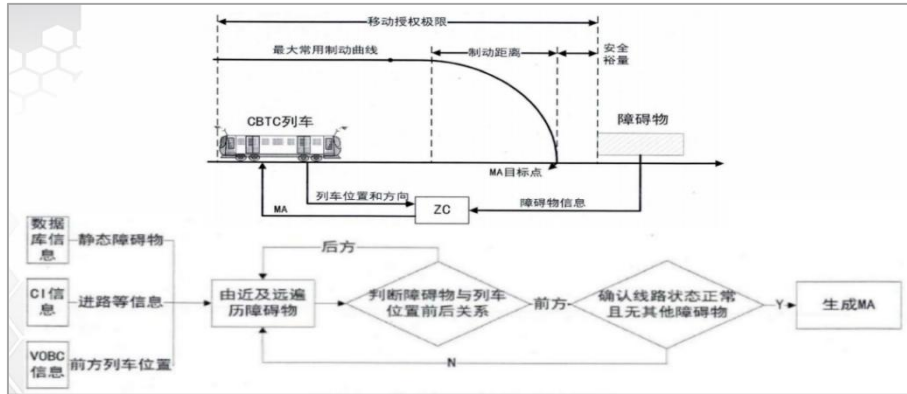 移动授权极限
最大常用制动曲线
制动距离
安全
裕量
CBTC列车
障碍物
MA目标点
列车位置和方向
MA
ZC
障碍物信息
数据
库信
息
静态障碍物
后方
CI信
息
进路等信息
由近及远遍
历障碍物
判断障碍物与列车
位置前后关系
前方
确认线路状态正常
且无其他障碍物
Y
生成MA
VOBC
信息
前方列车位置
N